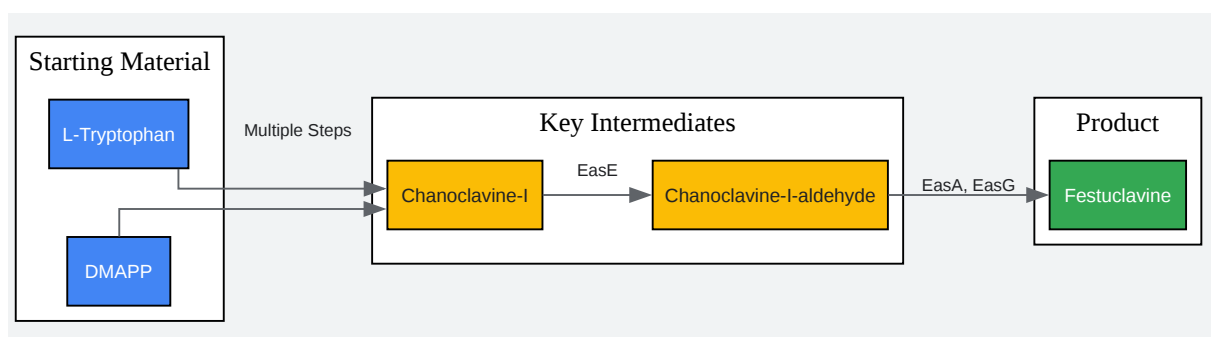 Starting Material
L-Tryptophan
DMAPP
Multiple Steps
Key Intermediates
Chanoclavine-I
EasE
Chanoclavine-I-aldehyde
EasA, EasG
Product
Festuclavine